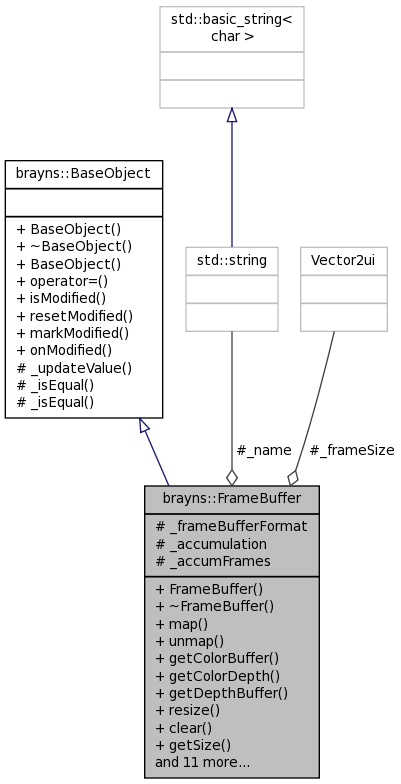 std::basic_string<
char >
brayns::BaseObject
+ BaseObject()
+ ~BaseObject()
+ BaseObject()
+ operator=()
+ isModified()
+ resetModified()
+ markModified()
+ onModified()
# _updateValue()
# _isEqual()
# _isEqual()
std::string
Vector2ui
#_name
#_frameSize
brayns::FrameBuffer
# _frameBufferFormat
# _accumulation
# _accumFrames
+ FrameBuffer()
+ ~FrameBuffer()
+ map()
+ unmap()
+ getColorBuffer()
+ getColorDepth()
+ getDepthBuffer()
+ resize()
+ clear()
+ getSize()
and 11 more...